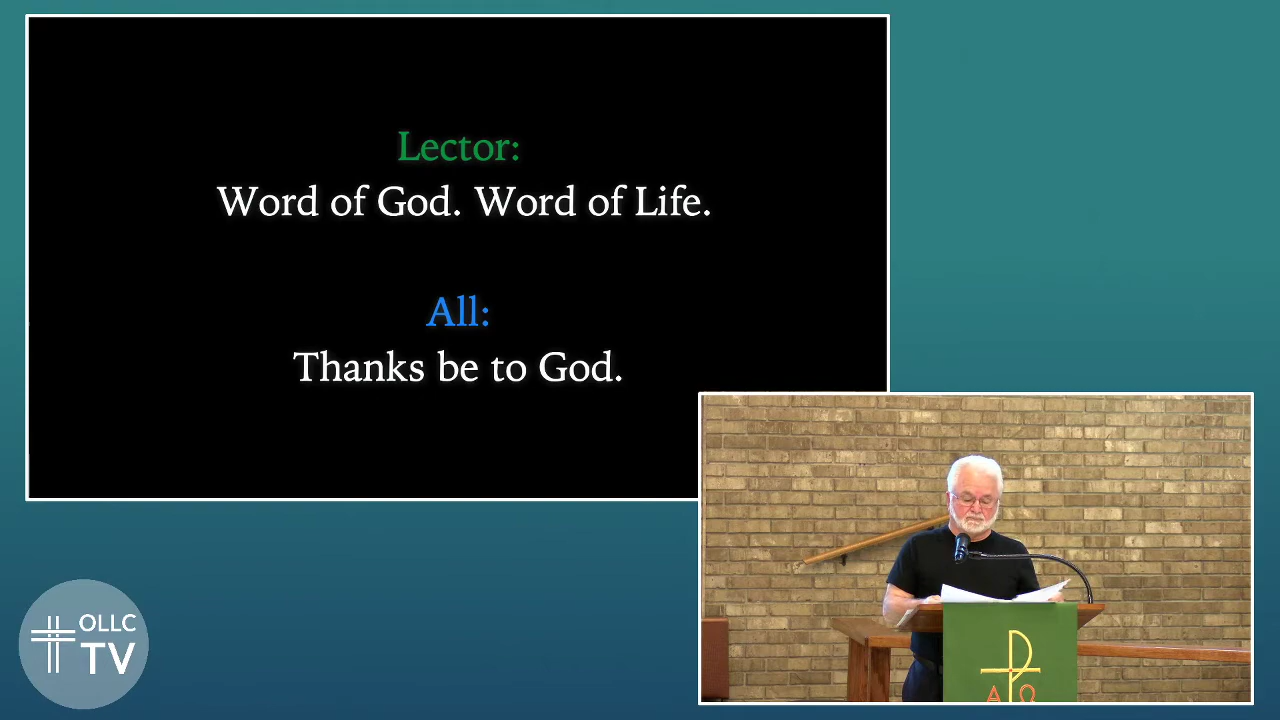 Lector:
Word of God. Word of Life.
All:
Thanks be to God.
OLLC
TV
Α Ω